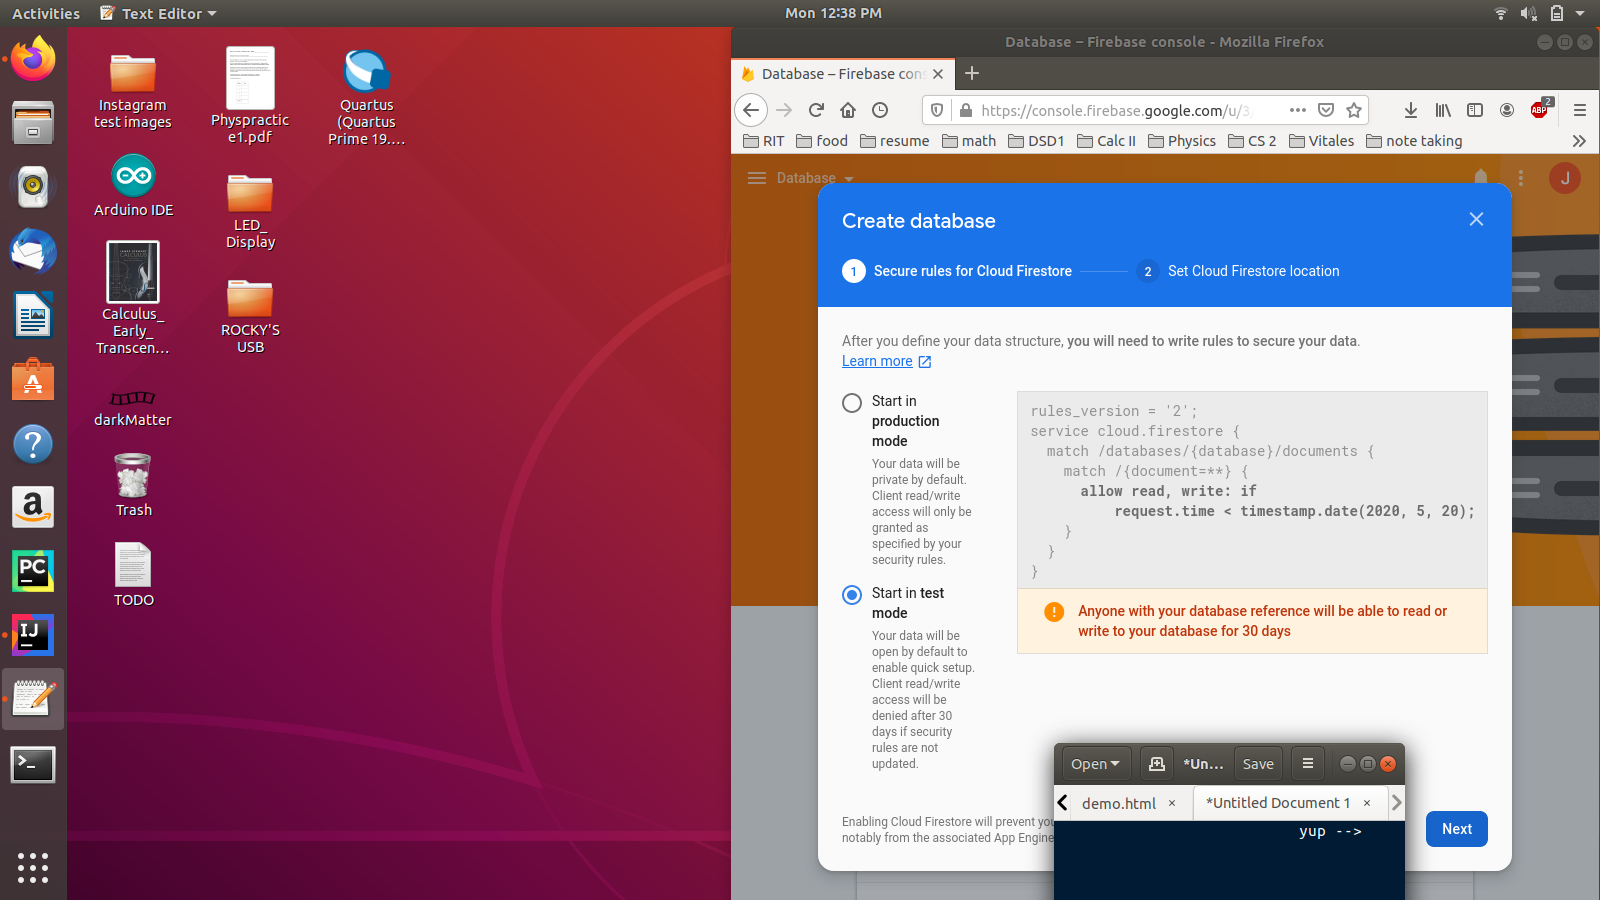 Activities
Text Editor
Mon 12:38 PM
Instagram
test images
Physpractic
e1.pdf
Quartus
(Quartus
Prime 19....
Arduino IDE
LED_
Display
Calculus_
Early_
Transcen...
ROCKY'S
USB
darkMatter
Trash
TODO
Database – Firebase console - Mozilla Firefox
Database – Firebase cons
https://console.firebase.google.com/u/3
ABP
2
RIT
food
resume
math
DSD1
Calc II
Physics
CS 2
Vitales
note taking
Database
J
Create database
1 Secure rules for Cloud Firestore
2 Set Cloud Firestore location
After you define your data structure, you will need to write rules to secure your data.
Learn more
Start in
production
mode
Your data will be
private by default.
Client read/write
access will only be
granted as
specified by your
security rules.
Start in test
mode
Your data will be
open by default to
enable quick setup.
Client read/write
access will be
denied after 30
days if security
rules are not
updated.
rules_version = '2';
service cloud.firestore {
match /databases/{database}/documents {
match /{document=**} {
allow read, write: if
request.time < timestamp.date(2020, 5, 20);
}
}
}
Anyone with your database reference will be able to read or
write to your database for 30 days
Enabling Cloud Firestore will prevent you
notably from the associated App Engine
Next
Open
*Un...
Save
demo.html
*Untitled Document 1
yup -->
PC
IJ
a
A
?
>_